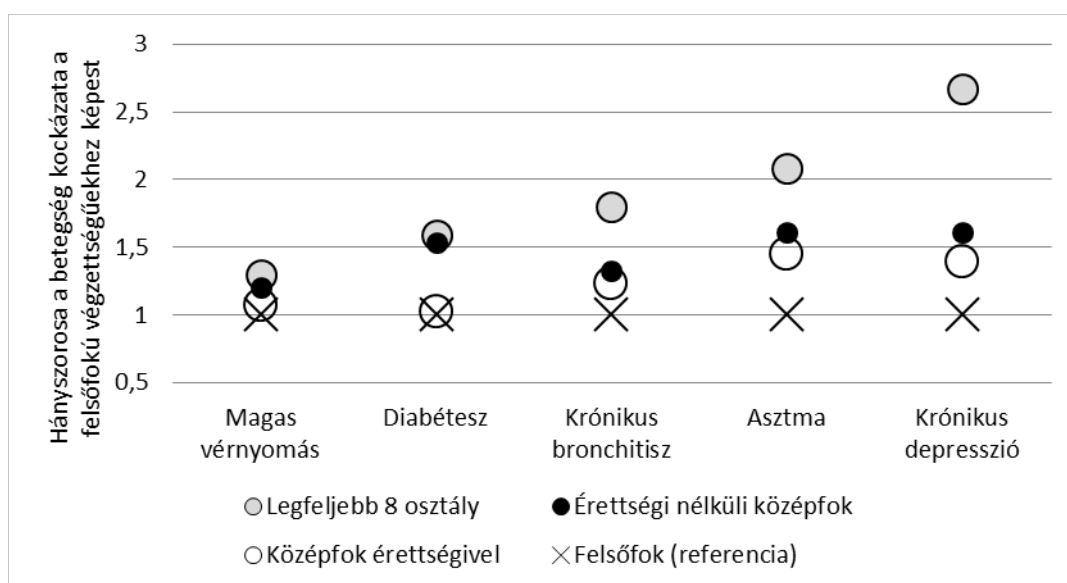 Hányszorosa a betegség kockázata a
felsőfokú végzettségűekhez képest
3
2,5
2
1,5
1
0,5
Magas
vérnyomás
Diabétesz
Krónikus
bronchitisz
Asztma
Krónikus
depresszió
Legfeljebb 8 osztály
Érettségi nélküli középfok
Középfok érettségivel
Felsőfok (referencia)